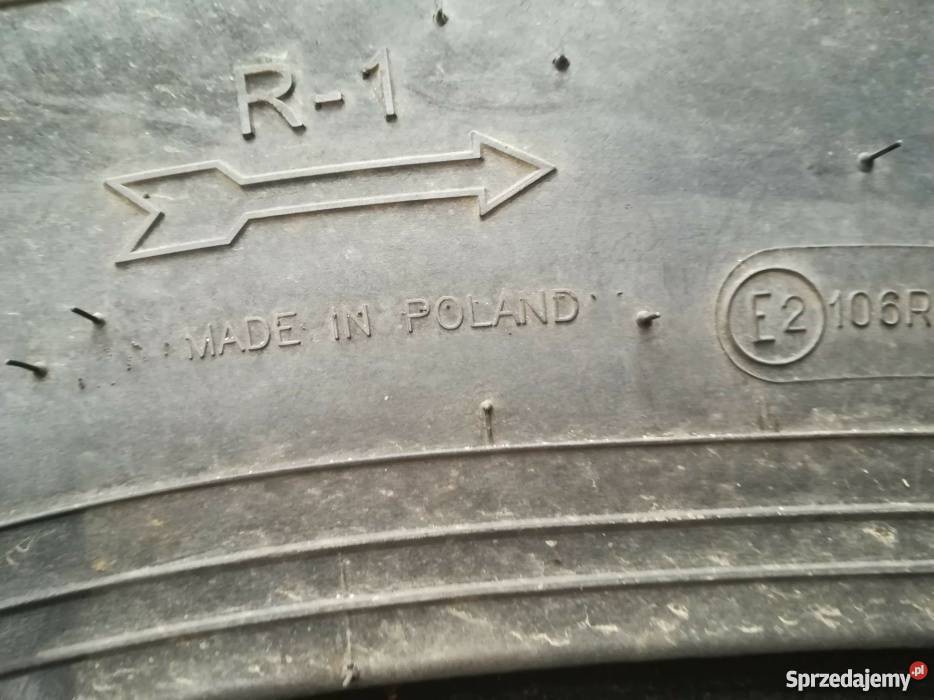 R-1
MADE IN POLAND
E2 106R
Sprzedajemy.pl